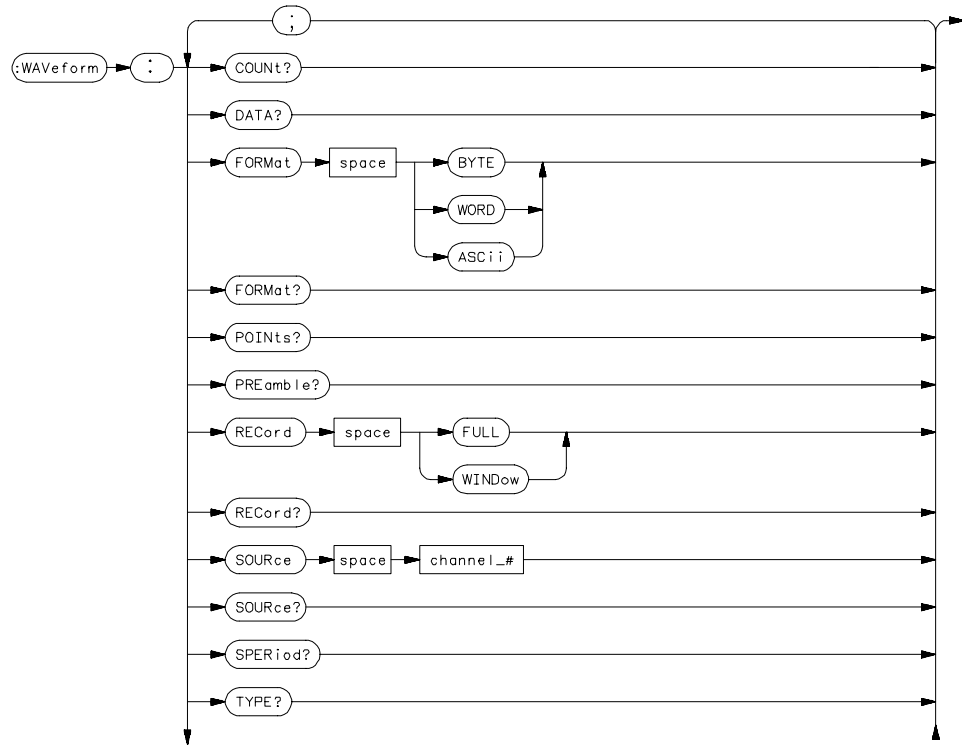 ;
:WAVeform : COUNt?
DATA?
FORMat space BYTE
WORD
ASCii
FORMat?
POINts?
PREamble?
RECord space FULL
WINDow
RECord?
SOURce space channel_#
SOURce?
SPERiod?
TYPE?